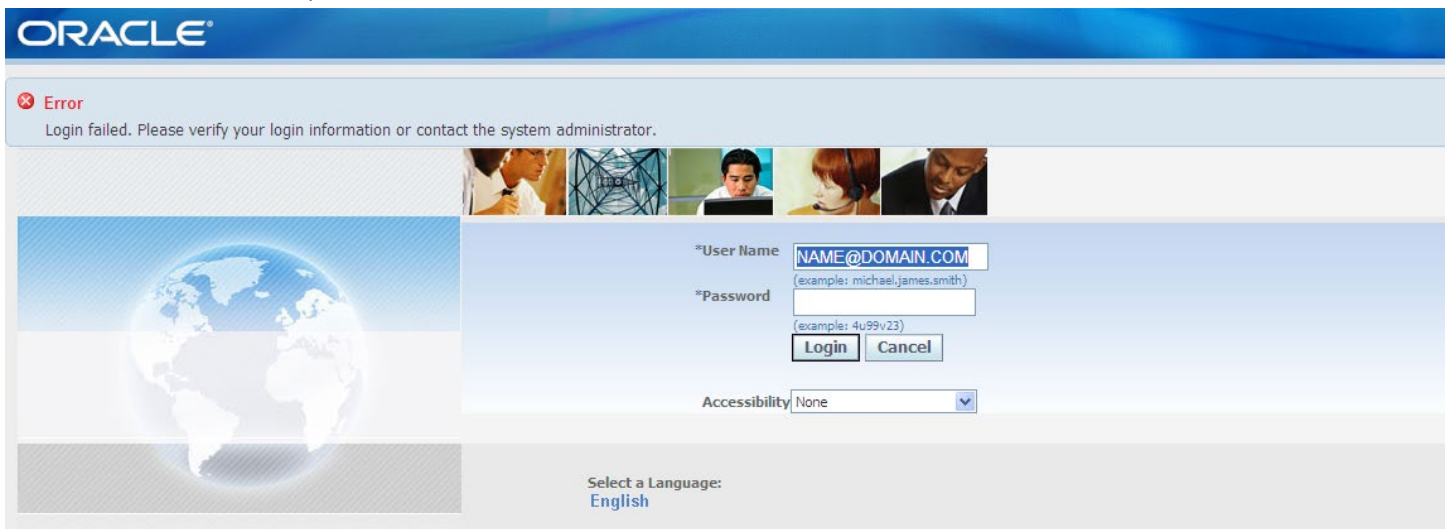 ORACLE®
Error
Login failed. Please verify your login information or contact the system administrator.
*User Name NAME@DOMAIN.COM
(example: michael.james.smith)
*Password
(example: 4u99v23)
Login Cancel
Accessibility None
Select a Language:
English